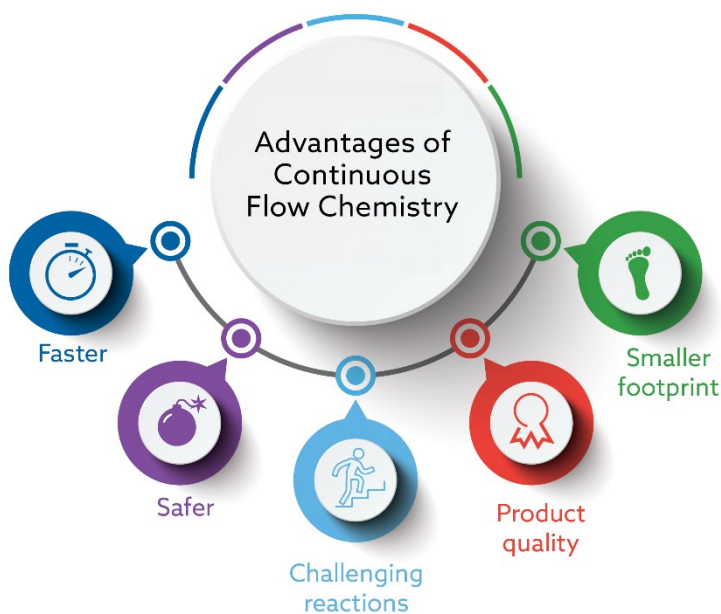 Advantages of
Continuous
Flow Chemistry
Faster
Safer
Challenging
reactions
Product
quality
Smaller
footprint